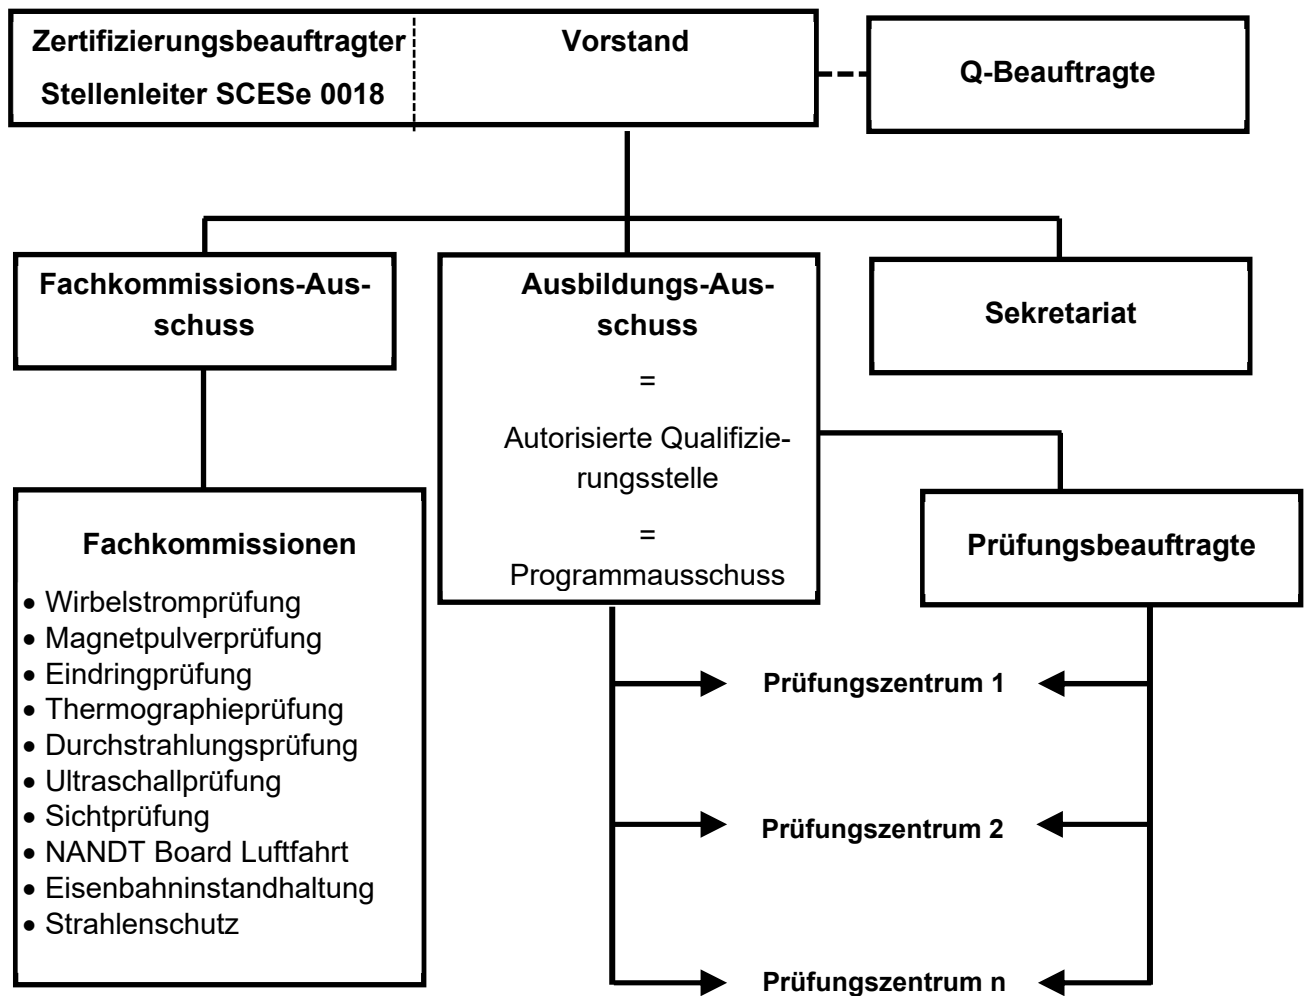 Zertifizierungsbeauftragter
Stellenleiter SCESe 0018
Vorstand
Q-Beauftragte
Fachkommissions-Aus-
schuss
Ausbildungs-Aus-
schuss
=
Autorisierte Qualifizie-
rungsstelle
=
Programmausschuss
Sekretariat
Fachkommissionen
• Wirbelstromprüfung
• Magnetpulverprüfung
• Eindringprüfung
• Thermographieprüfung
• Durchstrahlungsprüfung
• Ultraschallprüfung
• Sichtprüfung
• NANDT Board Luftfahrt
• Eisenbahninstandhaltung
• Strahlenschutz
Prüfungsbeauftragte
Prüfungszentrum 1
Prüfungszentrum 2
Prüfungszentrum n